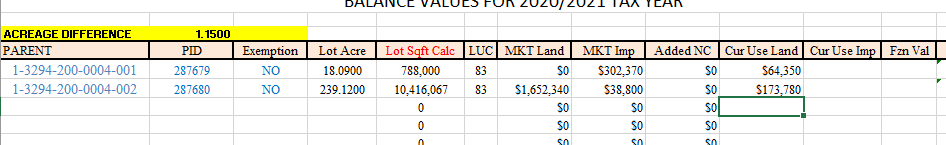 BALANCE VALUES FOR 2020/2021 TAX YEAR
ACREAGE DIFFERENCE 1.1500
PARENT PID Exemption Lot Acre Lot Sqft Calc LUC MKT Land MKT Imp Added NC Cur Use Land Cur Use Imp Fzn Val
1-3294-200-0004-001 287679 NO 18.0900 788,000 83 $0 $302,370 $0 $64,350
1-3294-200-0004-002 287680 NO 239.1200 10,416,067 83 $1,652,340 $38,800 $0 $173,780
0 $0 $0 $0
0 $0 $0 $0
0 $0 $0 $0